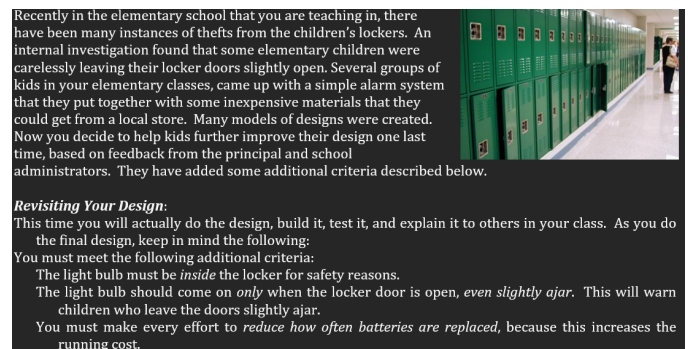 Recently in the elementary school that you are teaching in, there
have been many instances of thefts from the children's lockers. An
internal investigation found that some elementary children were
carelessly leaving their locker doors slightly open. Several groups of
kids in your elementary classes, came up with a simple alarm system
that they put together with some inexpensive materials that they
could get from a local store. Many models of designs were created.
Now you decide to help kids further improve their design one last
time, based on feedback from the principal and school
administrators. They have added some additional criteria described below.
Revisiting Your Design:
This time you will actually do the design, build it, test it, and explain it to others in your class. As you do
the final design, keep in mind the following:
You must meet the following additional criteria:
The light bulb must be inside the locker for safety reasons.
The light bulb should come on only when the locker door is open, even slightly ajar. This will warn
children who leave the doors slightly ajar.
You must make every effort to reduce how often batteries are replaced, because this increases the
running cost.